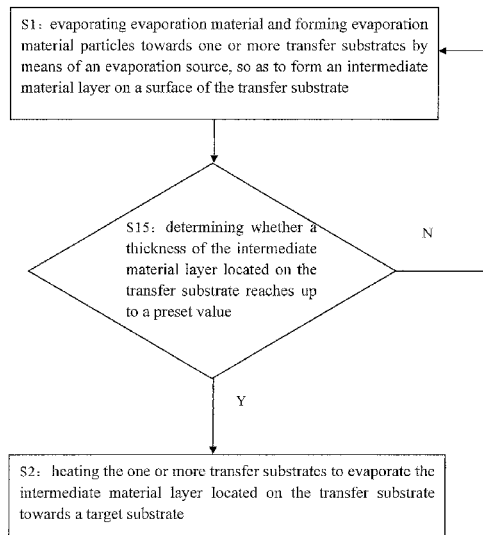 S1：evaporating evaporation material and forming evaporation
material particles towards one or more transfer substrates by
means of an evaporation source, so as to form an intermediate
material layer on a surface of the transfer substrate
S15：determining whether a
thickness of the intermediate
material layer located on the
transfer substrate reaches up
to a preset value
N
Y
S2：heating the one or more transfer substrates to evaporate the
intermediate material layer located on the transfer substrate
towards a target substrate